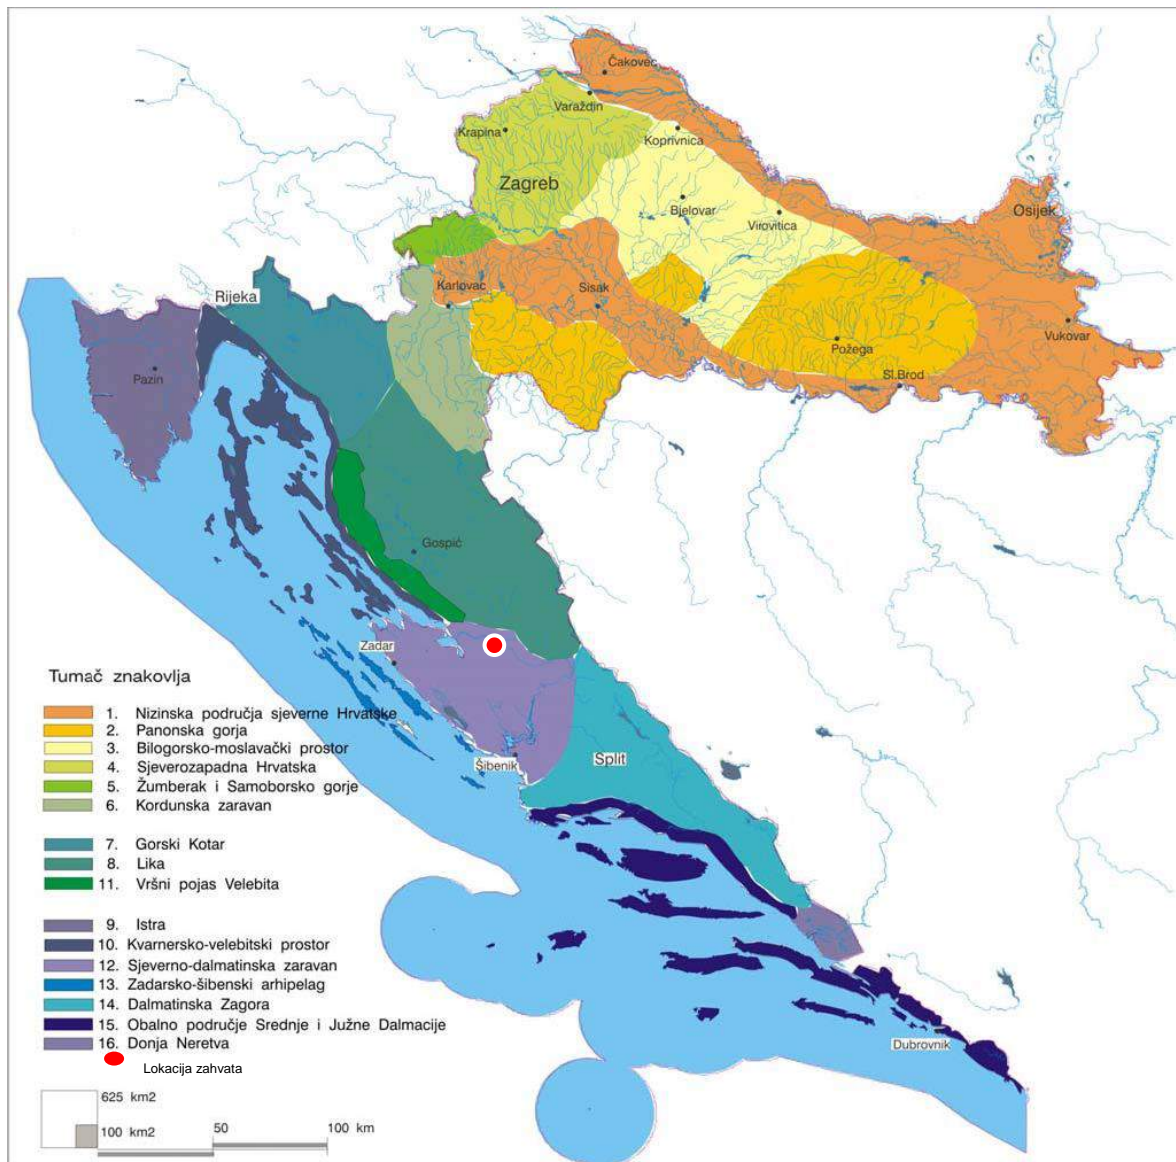 Čakovec
Varaždin
Krapina
Koprivnica
Zagreb
Bjelovar
Virovitica
Osijek
Karlovac
Sisak
Rijeka
Vukovar
Požega
Sl.Brod
Pazin
Gospić
Zadar
Šibenik
Split
Dubrovnik
Tumač znakovlja
1. Nizinska područja sjeverne Hrvatske
2. Panonska gorja
3. Bilogorsko-moslavački prostor
4. Sjeverozapadna Hrvatska
5. Žumberak i Samoborsko gorje
6. Kordunska zaravan
7. Gorski Kotar
8. Lika
11. Vršni pojas Velebita
9. Istra
10. Kvarnersko-velebitski prostor
12. Sjeverno-dalmatinska zaravan
13. Zadarsko-šibenski arhipelag
14. Dalmatinska Zagora
15. Obalno područje Srednje i Južne Dalmacije
16. Donja Neretva
Lokacija zahvata
625 km2
100 km2
50
100 km